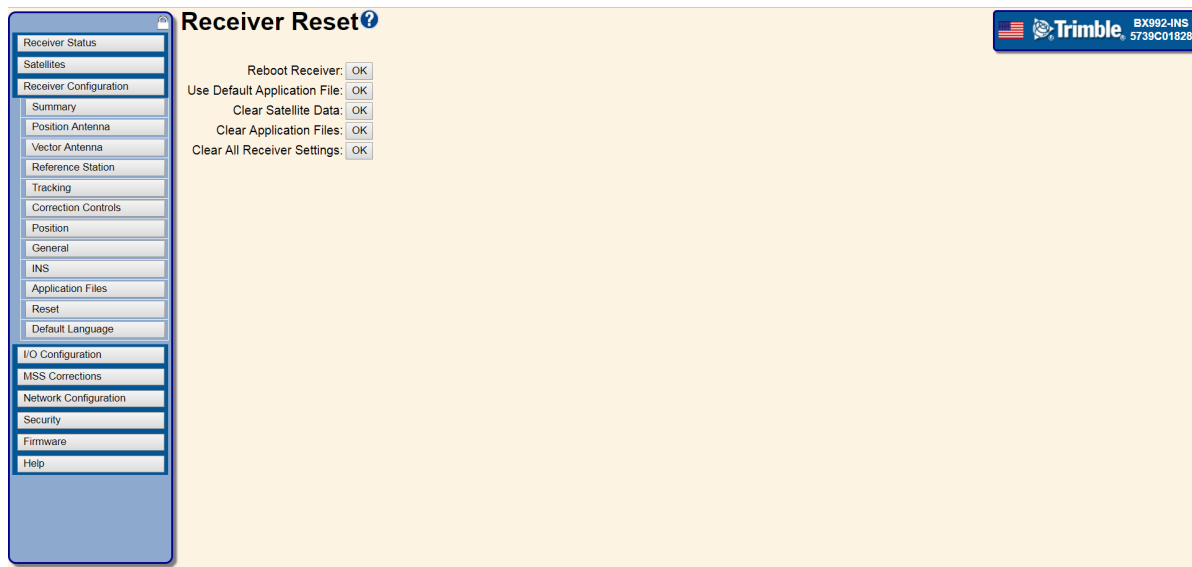 Receiver Reset?
Receiver Status
Satellites
Receiver Configuration
Summary
Position Antenna
Vector Antenna
Reference Station
Tracking
Correction Controls
Position
General
INS
Application Files
Reset
Default Language
I/O Configuration
MSS Corrections
Network Configuration
Security
Firmware
Help
Reboot Receiver: OK
Use Default Application File: OK
Clear Satellite Data: OK
Clear Application Files: OK
Clear All Receiver Settings: OK
Trimble®
BX992-INS
5739C01828